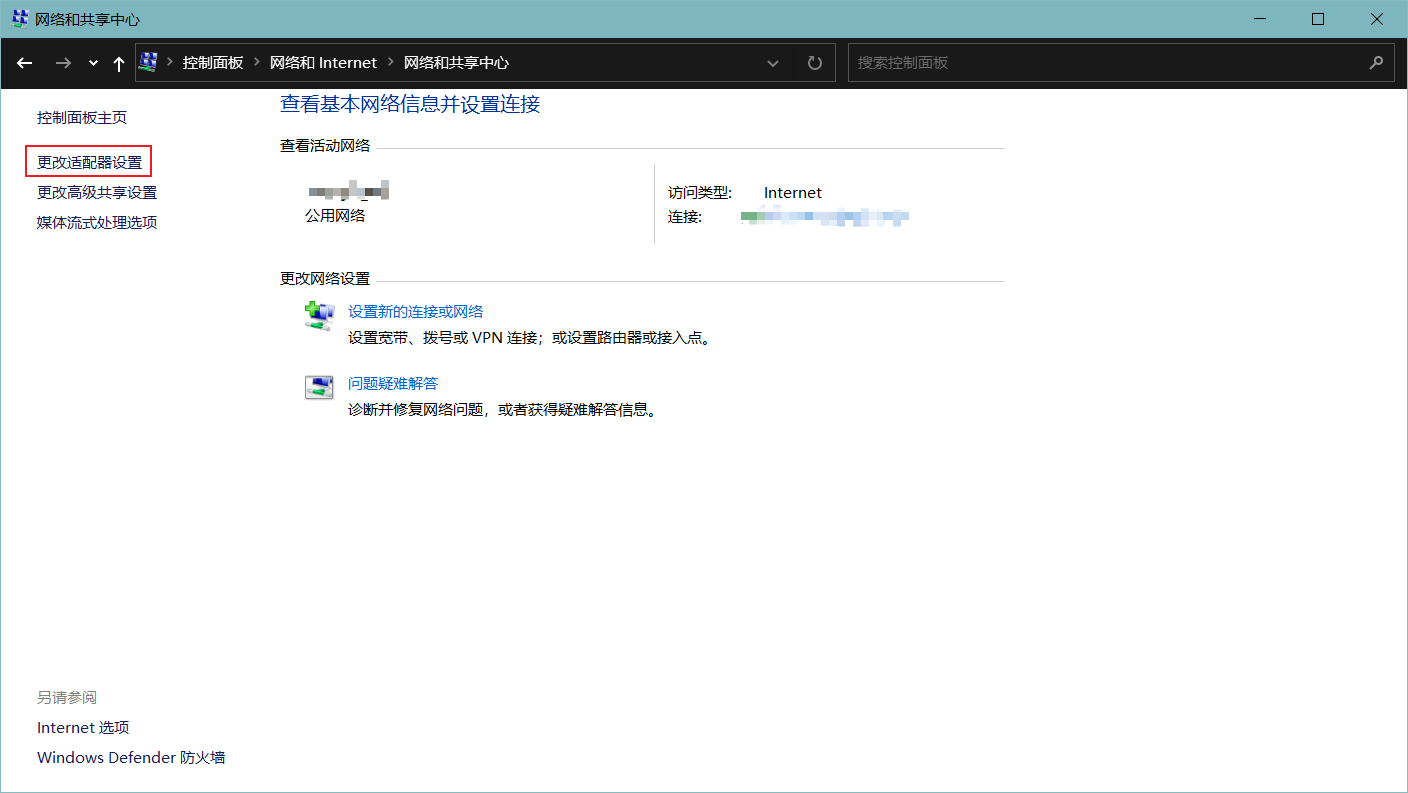 网络和共享中心
控制面板 网络和 Internet 网络和共享中心
搜索控制面板
控制面板主页
更改适配器设置
更改高级共享设置
媒体流式处理选项
查看基本网络信息并设置连接
查看活动网络
公用网络
访问类型: Internet
连接:
更改网络设置
设置新的连接或网络
设置宽带、拨号或 VPN 连接；或设置路由器或接入点。
问题疑难解答
诊断并修复网络问题，或者获得疑难解答信息。
另请参阅
Internet 选项
Windows Defender 防火墙